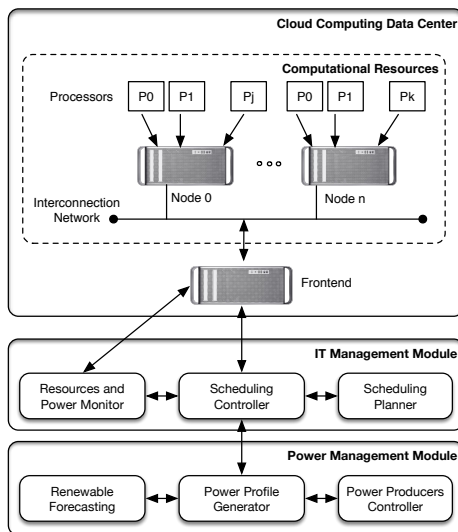 Cloud Computing Data Center
Computational Resources
Processors P0 P1 Pj P0 P1 Pk
Node 0 Node n
Interconnection
Network
Frontend
IT Management Module
Resources and
Power Monitor
Scheduling
Controller
Scheduling
Planner
Power Management Module
Renewable
Forecasting
Power Profile
Generator
Power Producers
Controller